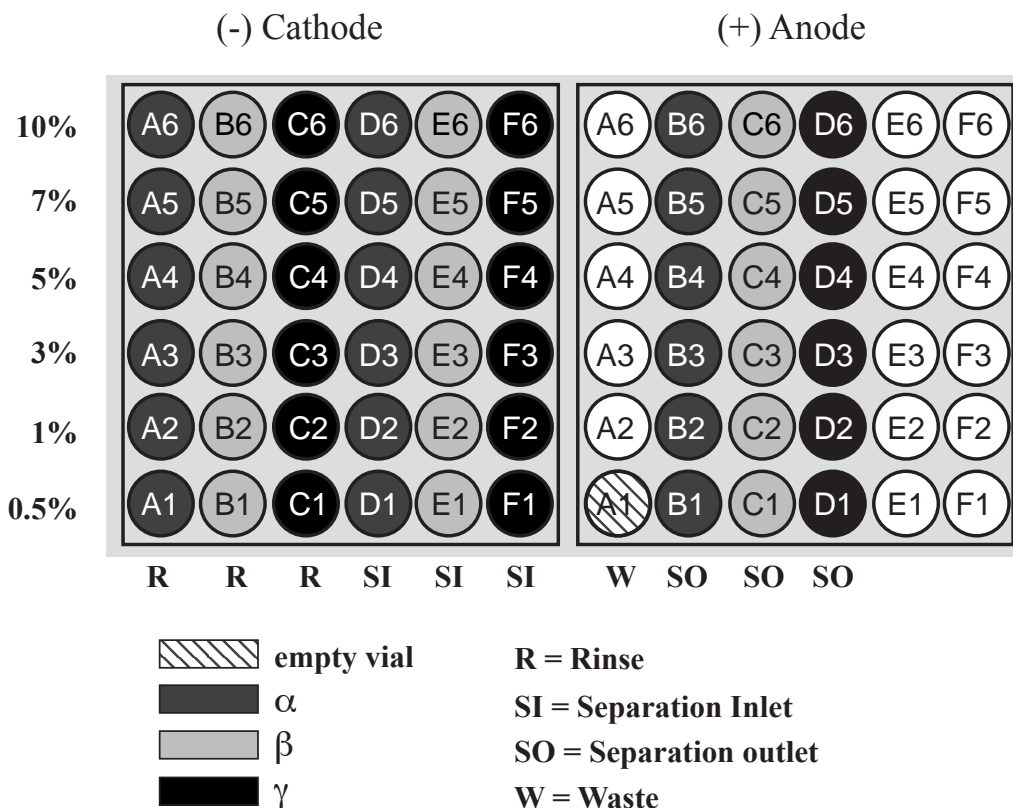 (-) Cathode (+) Anode
10% A6 B6 C6 D6 E6 F6 A6 B6 C6 D6 E6 F6
7% A5 B5 C5 D5 E5 F5 A5 B5 C5 D5 E5 F5
5% A4 B4 C4 D4 E4 F4 A4 B4 C4 D4 E4 F4
3% A3 B3 C3 D3 E3 F3 A3 B3 C3 D3 E3 F3
1% A2 B2 C2 D2 E2 F2 A2 B2 C2 D2 E2 F2
0.5% A1 B1 C1 D1 E1 F1 A1 B1 C1 D1 E1 F1
R R R SI SI SI W SO SO SO
empty vial R = Rinse
α SI = Separation Inlet
β SO = Separation outlet
γ W = Waste